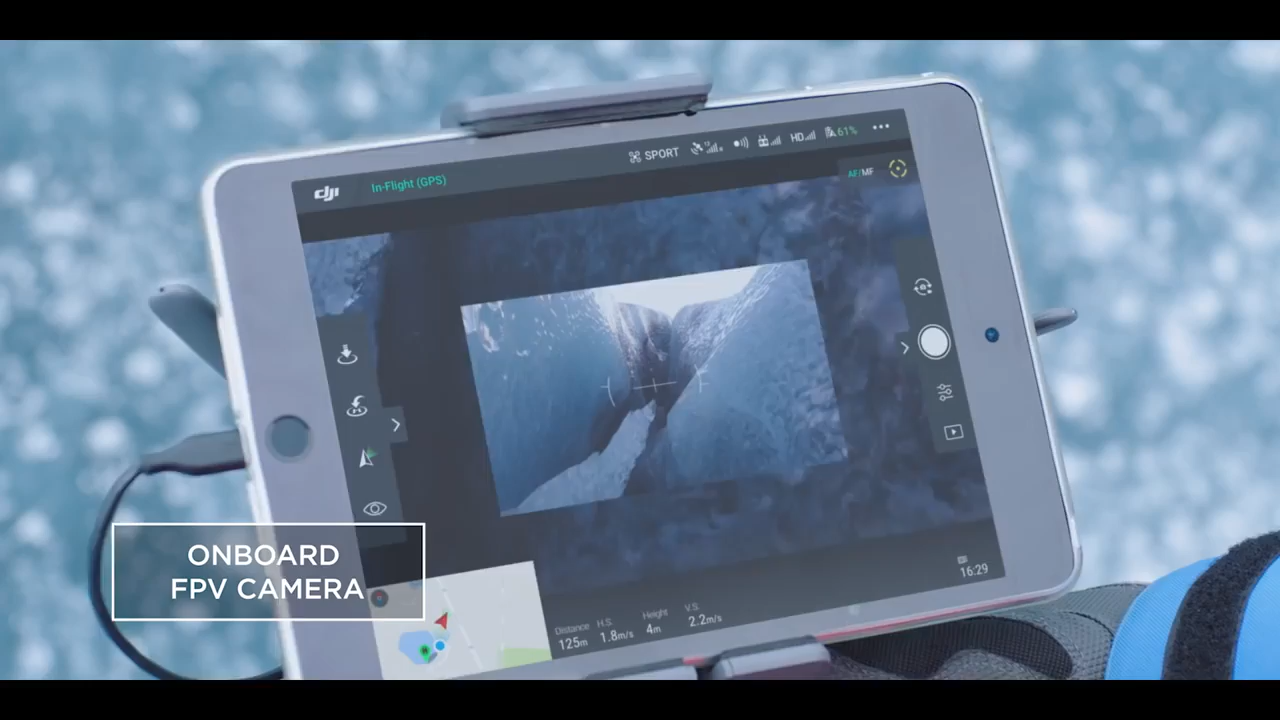 dji
In-Flight (GPS)
SPORT
HD
61%
AF/MF
ONBOARD
FPV CAMERA
Distance
125m
H.S.
1.8m/s
Height
4m
V.S.
2.2m/s
16:29